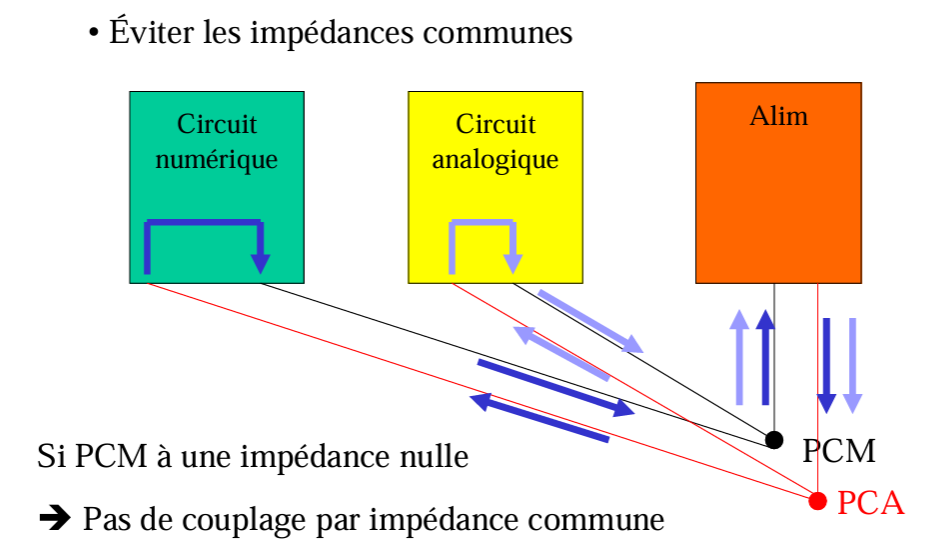 • Éviter les impédances communes
Circuit
numérique
Circuit
analogique
Alim
PCM
Si PCM à une impédance nulle
PCA
➔ Pas de couplage par impédance commune